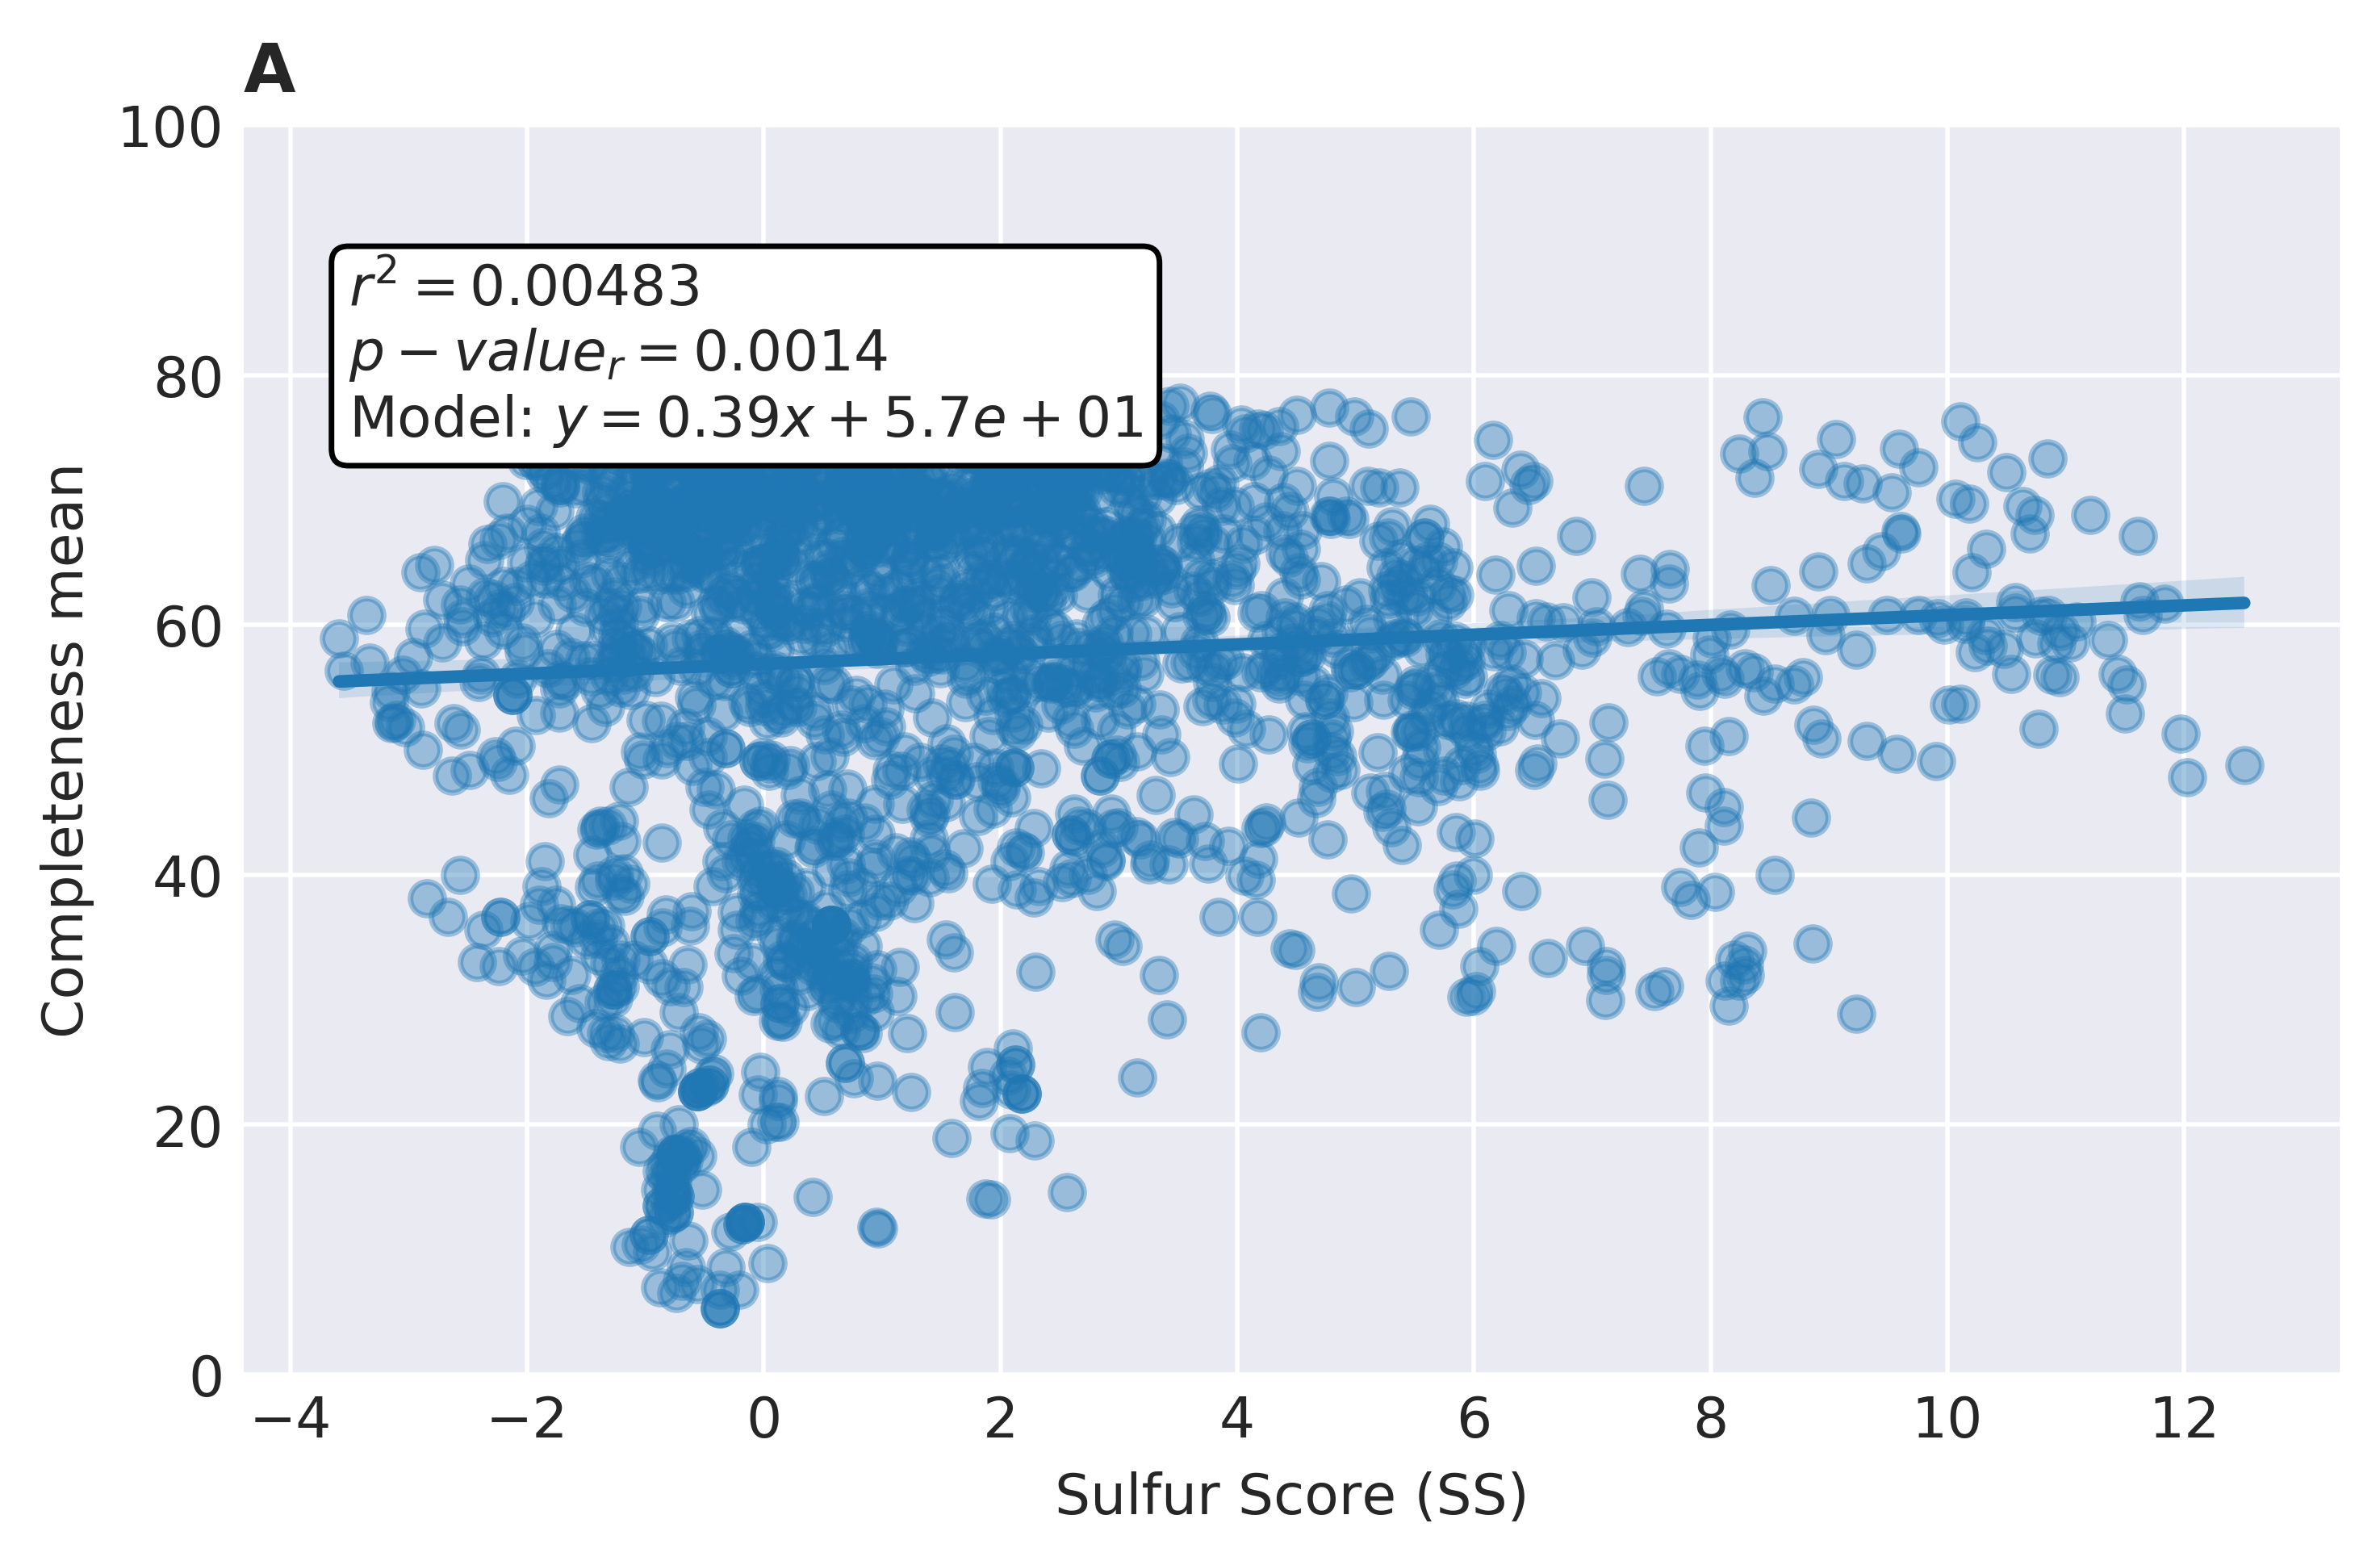 A
100
80
60
40
20
0
Completeness mean
r² = 0.00483
p − valueᵣ = 0.0014
Model: y = 0.39x + 5.7e + 01
−4 −2 0 2 4 6 8 10 12
Sulfur Score (SS)